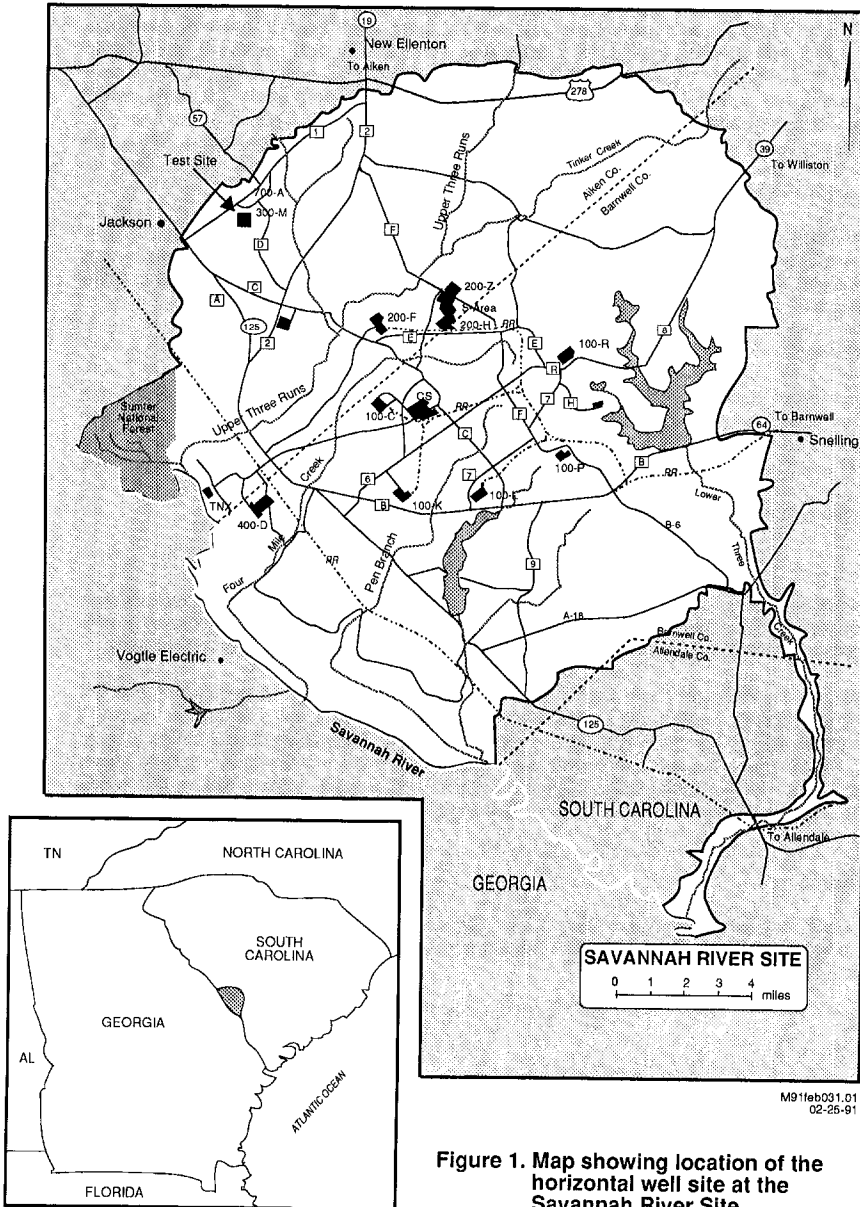 19
New Ellenton
To Aiken
N
278
57
1
2
Upper Three Runs
Tinker Creek
Aiken Co.
Barnwell Co.
39
To Williston
Test Site
700-A
300-M
Jackson
D
F
A
C
200-Z
S-Area
200-H
RR
200-F
E
125
2
E
100-R
8
R
Sumter
National
Forest
Upper Three Runs
CS
100-C
RR
7
H
F
C
64
To Barnwell
Snelling
6
7
100-P
B
RR
TNX
400-D
Creek
B
100-K
100-L
Lower
Mile
Four
RR
Pen Branch
B-6
Three
9
A-18
Creek
Barnwell Co.
Allendale Co.
Vogtle Electric
Savannah River
125
SOUTH CAROLINA
To Allendale
GEORGIA
SAVANNAH RIVER SITE
0 1 2 3 4
miles
TN
NORTH CAROLINA
SOUTH
CAROLINA
GEORGIA
AL
ATLANTIC OCEAN
FLORIDA
M91feb031.01
02-25-91
Figure 1. Map showing location of the
horizontal well site at the
Savannah River Site